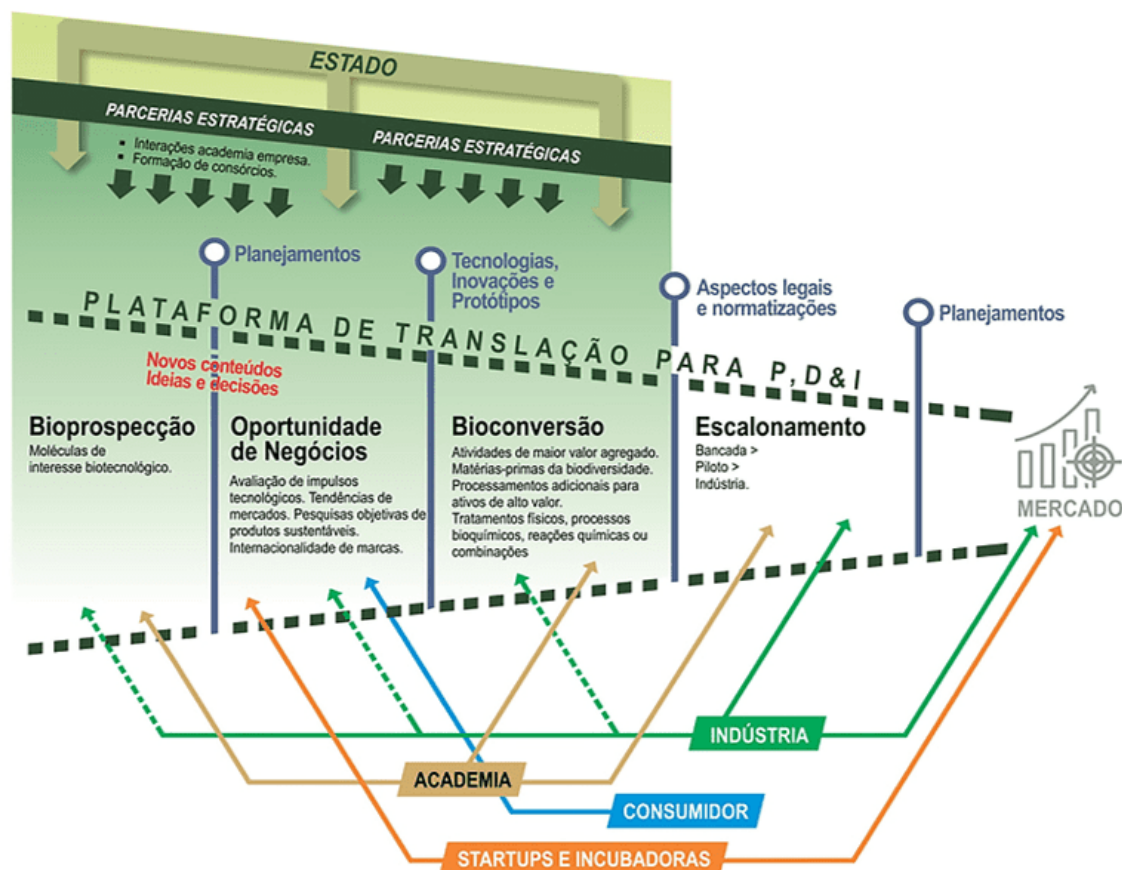 ESTADO
PARCERIAS ESTRATÉGICAS
▪ Interações academia empresa.
▪ Formação de consórcios.
PARCERIAS ESTRATÉGICAS
Planejamentos
Tecnologias,
Inovações e
Protótipos
Aspectos legais
e normatizações
Planejamentos
PLATAFORMA DE TRANSLAÇÃO PARA P,D&I
Novos conteúdos
Ideias e decisões
Bioprospecção
Moléculas de
interesse biotecnológico.
Oportunidade
de Negócios
Avaliação de impulsos
tecnológicos. Tendências de
mercados. Pesquisas objetivas de
produtos sustentáveis.
Internacionalidade de marcas.
Bioconversão
Atividades de maior valor agregado.
Matérias-primas da biodiversidade.
Processamentos adicionais para
ativos de alto valor.
Tratamentos físicos, processos
bioquímicos, reações químicas ou
combinações
Escalonamento
Bancada >
Piloto >
Indústria.
MERCADO
INDÚSTRIA
ACADEMIA
CONSUMIDOR
STARTUPS E INCUBADORAS